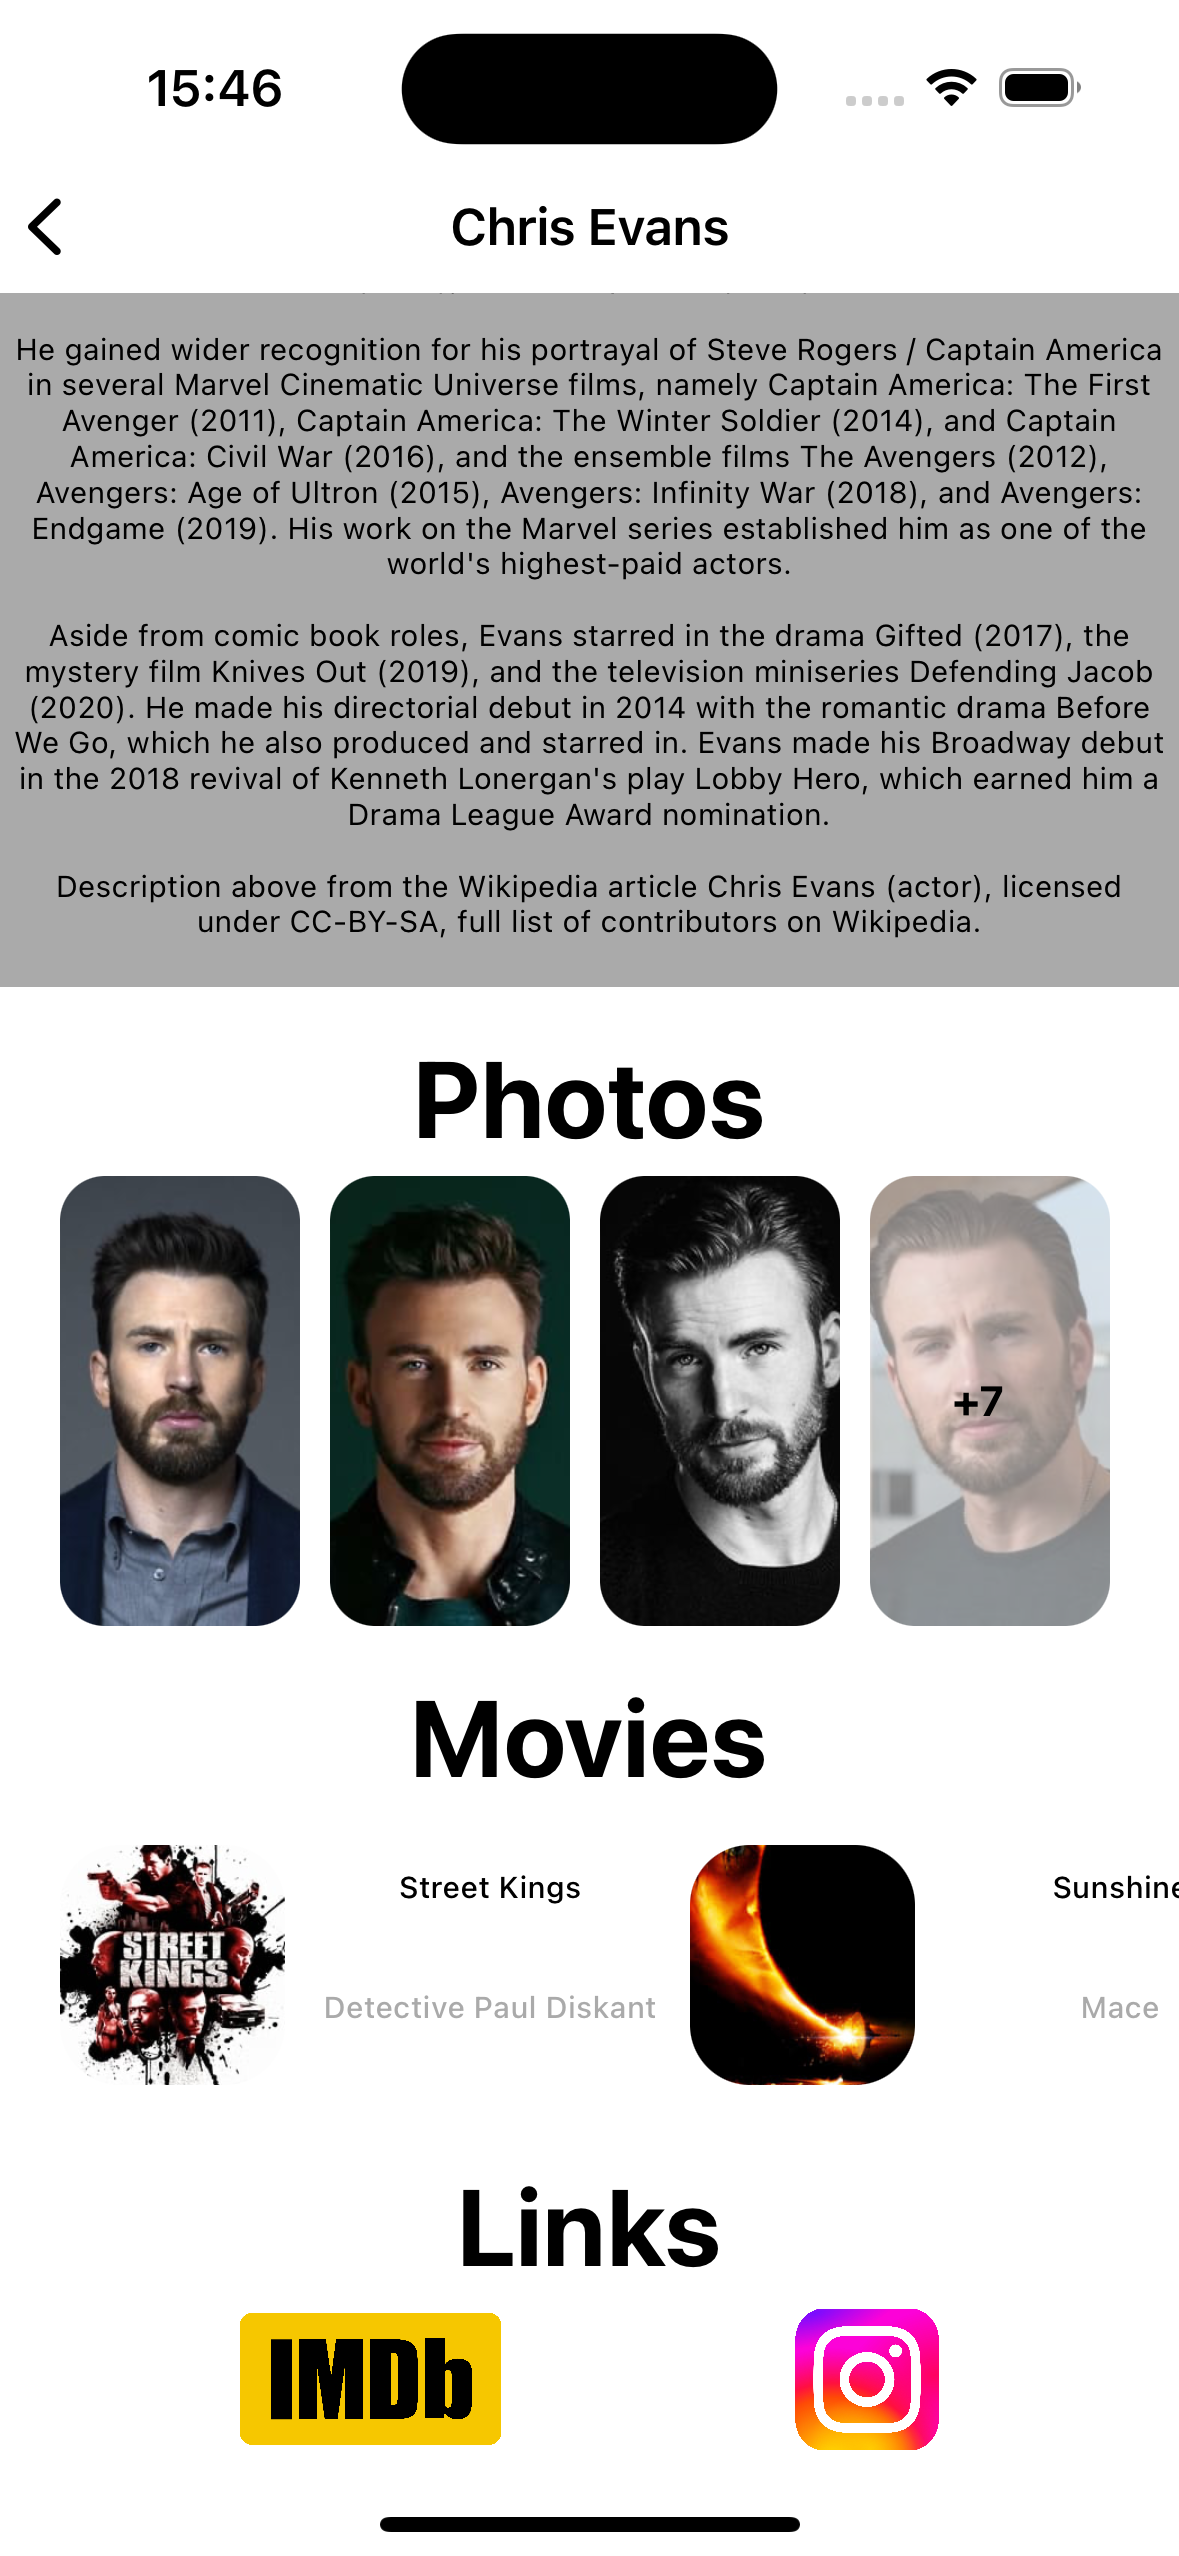 15:46
Chris Evans
He gained wider recognition for his portrayal of Steve Rogers / Captain America
in several Marvel Cinematic Universe films, namely Captain America: The First
Avenger (2011), Captain America: The Winter Soldier (2014), and Captain
America: Civil War (2016), and the ensemble films The Avengers (2012),
Avengers: Age of Ultron (2015), Avengers: Infinity War (2018), and Avengers:
Endgame (2019). His work on the Marvel series established him as one of the
world's highest-paid actors.
Aside from comic book roles, Evans starred in the drama Gifted (2017), the
mystery film Knives Out (2019), and the television miniseries Defending Jacob
(2020). He made his directorial debut in 2014 with the romantic drama Before
We Go, which he also produced and starred in. Evans made his Broadway debut
in the 2018 revival of Kenneth Lonergan's play Lobby Hero, which earned him a
Drama League Award nomination.
Description above from the Wikipedia article Chris Evans (actor), licensed
under CC-BY-SA, full list of contributors on Wikipedia.
Photos
+7
Movies
STREET
KINGS
Street Kings
Detective Paul Diskant
Sunshine
Mace
Links
IMDb